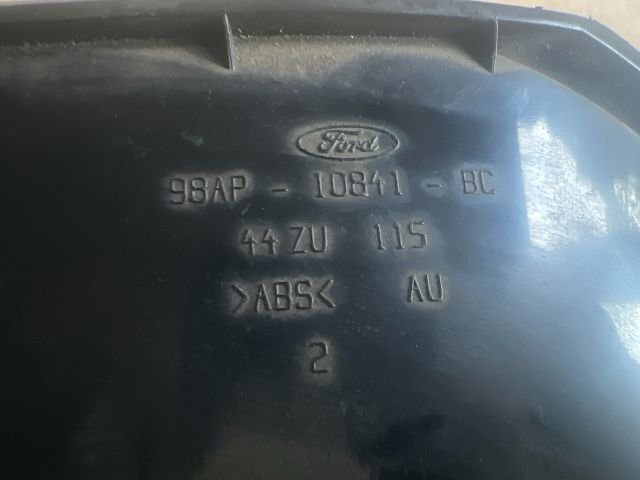 Ford
98AP - 10841 - BC
44 ZU 115
>ABS< AU
2